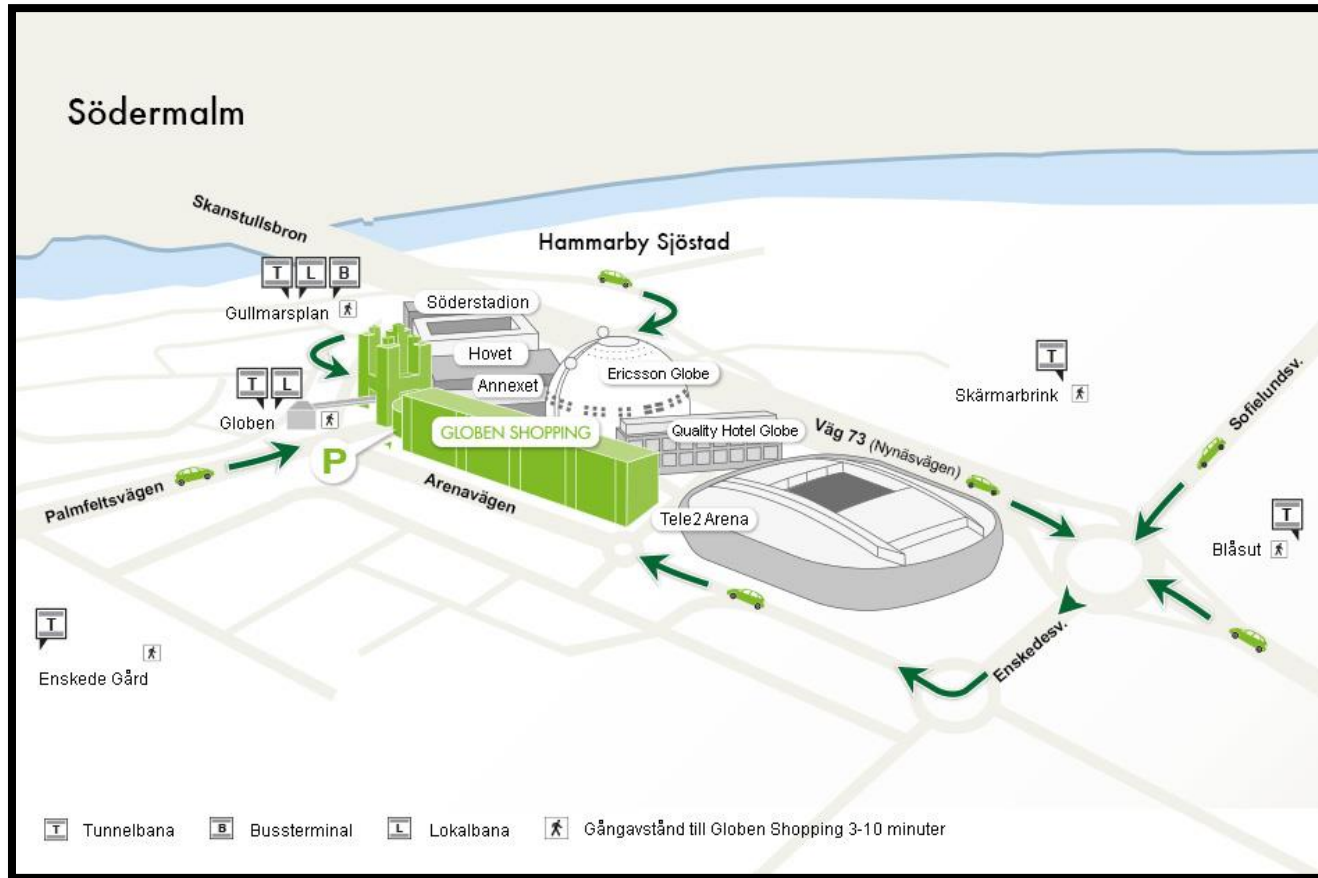 Södermalm
Skanstullsbron
Hammarby Sjöstad
T L B
Gullmarsplan
Söderstadion
Hovet
Annexet
Ericsson Globe
T L
Globen
T
Skärmarbrink
Sofielundsv.
GLOBEN SHOPPING
Quality Hotel Globe
Väg 73 (Nynäsvägen)
P
Palmfeltsvägen
Arenavägen
Tele2 Arena
T
Blåsut
T
Enskede Gård
Enskedesv.
T Tunnelbana
B Bussterminal
L Lokalbana
Gångavstånd till Globen Shopping 3-10 minuter